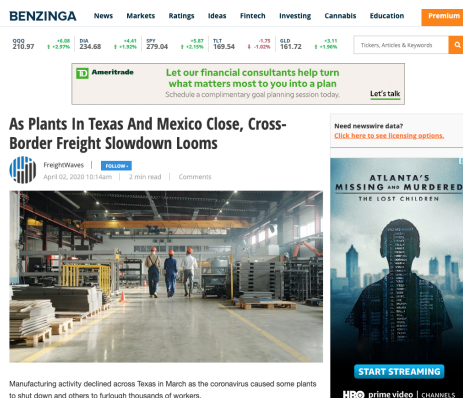 BENZINGA
News Markets Ratings Ideas Fintech Investing Cannabis Education Premium
QQQ +6.08 DIA +4.41 SPY +5.87 TLT -1.75 GLD +3.11
210.97 +2.97% 234.68 +1.92% 279.04 +2.15% 169.54 -1.02% 161.72 +1.96%
Tickers, Articles & Keywords
TD Ameritrade
Let our financial consultants help turn
what matters most to you into a plan
Schedule a complimentary goal planning session today.
Let's talk
As Plants In Texas And Mexico Close, Cross-
Border Freight Slowdown Looms
FreightWaves | FOLLOW
April 02, 2020 10:14am | 2 min read | Comments
Manufacturing activity declined across Texas in March as the coronavirus caused some plants
to shut down and others to furlough thousands of workers.
Need newswire data?
Click here to see licensing options.
ATLANTA'S
MISSING AND MURDERED
THE LOST CHILDREN
START STREAMING
HBO prime video | CHANNELS